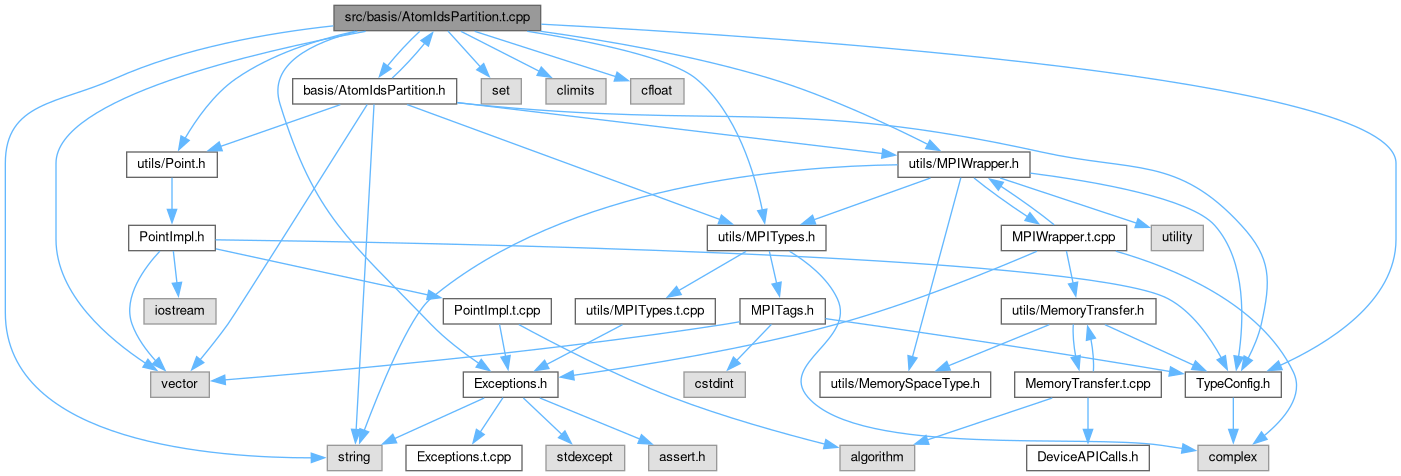 src/basis/AtomIdsPartition.t.cpp
basis/AtomIdsPartition.h
set
climits
cfloat
utils/Point.h
utils/MPIWrapper.h
PointImpl.h
utils/MPITypes.h
MPIWrapper.t.cpp
utility
iostream
PointImpl.t.cpp
utils/MPITypes.t.cpp
MPITags.h
utils/MemoryTransfer.h
vector
Exceptions.h
cstdint
utils/MemorySpaceType.h
MemoryTransfer.t.cpp
TypeConfig.h
string
Exceptions.t.cpp
stdexcept
assert.h
algorithm
DeviceAPICalls.h
complex